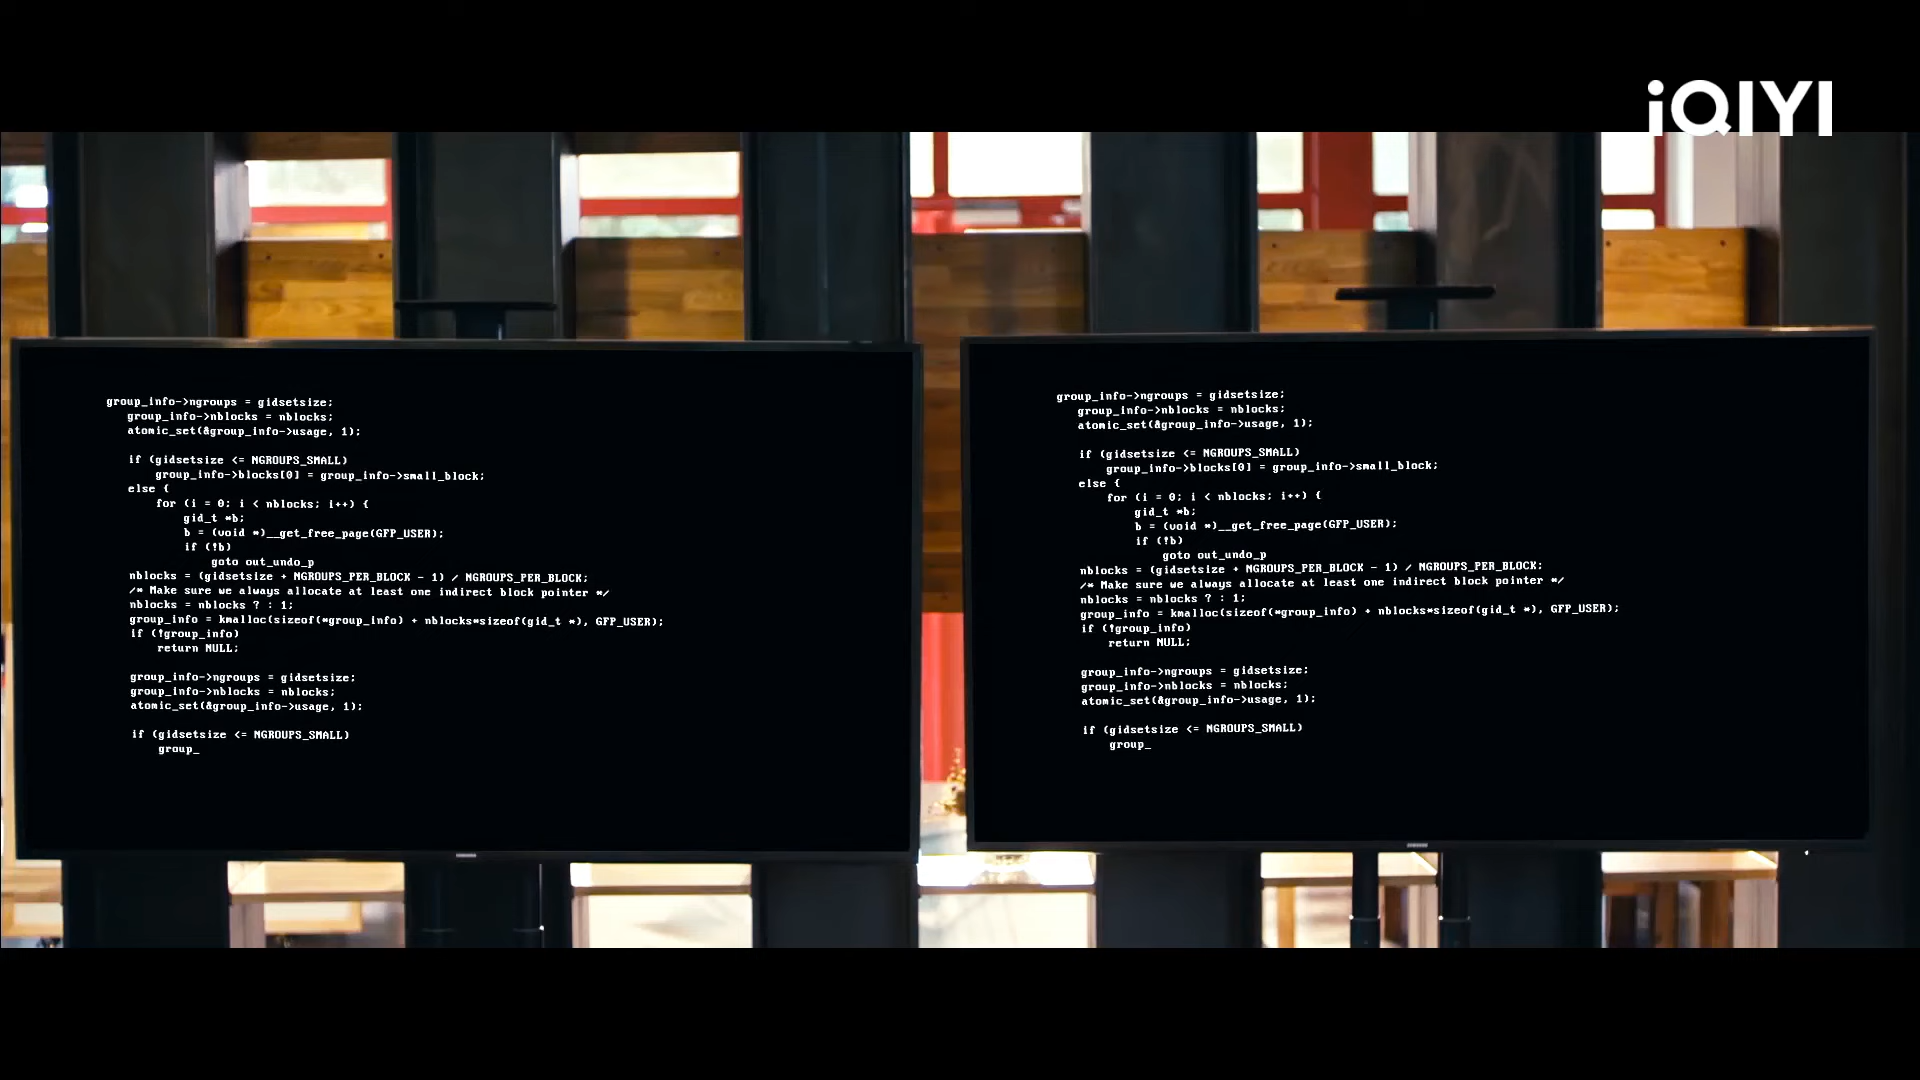 iQIYI
group_info->ngroups = gidsetsize;
group_info->nblocks = nblocks;
atomic_set(&group_info->usage, 1);
if (gidsetsize <= NGROUPS_SMALL)
group_info->blocks[0] = group_info->small_block;
else {
for (i = 0; i < nblocks; i++) {
gid_t *b;
b = (void *)__get_free_page(GFP_USER);
if (!b)
goto out_undo_p
nblocks = (gidsetsize + NGROUPS_PER_BLOCK - 1) / NGROUPS_PER_BLOCK;
/* Make sure we always allocate at least one indirect block pointer */
nblocks = nblocks ? : 1;
group_info = kmalloc(sizeof(*group_info) + nblocks*sizeof(gid_t *), GFP_USER);
if (!group_info)
return NULL;
group_info->ngroups = gidsetsize;
group_info->nblocks = nblocks;
atomic_set(&group_info->usage, 1);
if (gidsetsize <= NGROUPS_SMALL)
group_
group_info->ngroups = gidsetsize;
group_info->nblocks = nblocks;
atomic_set(&group_info->usage, 1);
if (gidsetsize <= NGROUPS_SMALL)
group_info->blocks[0] = group_info->small_block;
else {
for (i = 0; i < nblocks; i++) {
gid_t *b;
b = (void *)__get_free_page(GFP_USER);
if (!b)
goto out_undo_p
nblocks = (gidsetsize + NGROUPS_PER_BLOCK - 1) / NGROUPS_PER_BLOCK;
/* Make sure we always allocate at least one indirect block pointer */
nblocks = nblocks ? : 1;
group_info = kmalloc(sizeof(*group_info) + nblocks*sizeof(gid_t *), GFP_USER);
if (!group_info)
return NULL;
group_info->ngroups = gidsetsize;
group_info->nblocks = nblocks;
atomic_set(&group_info->usage, 1);
if (gidsetsize <= NGROUPS_SMALL)
group_